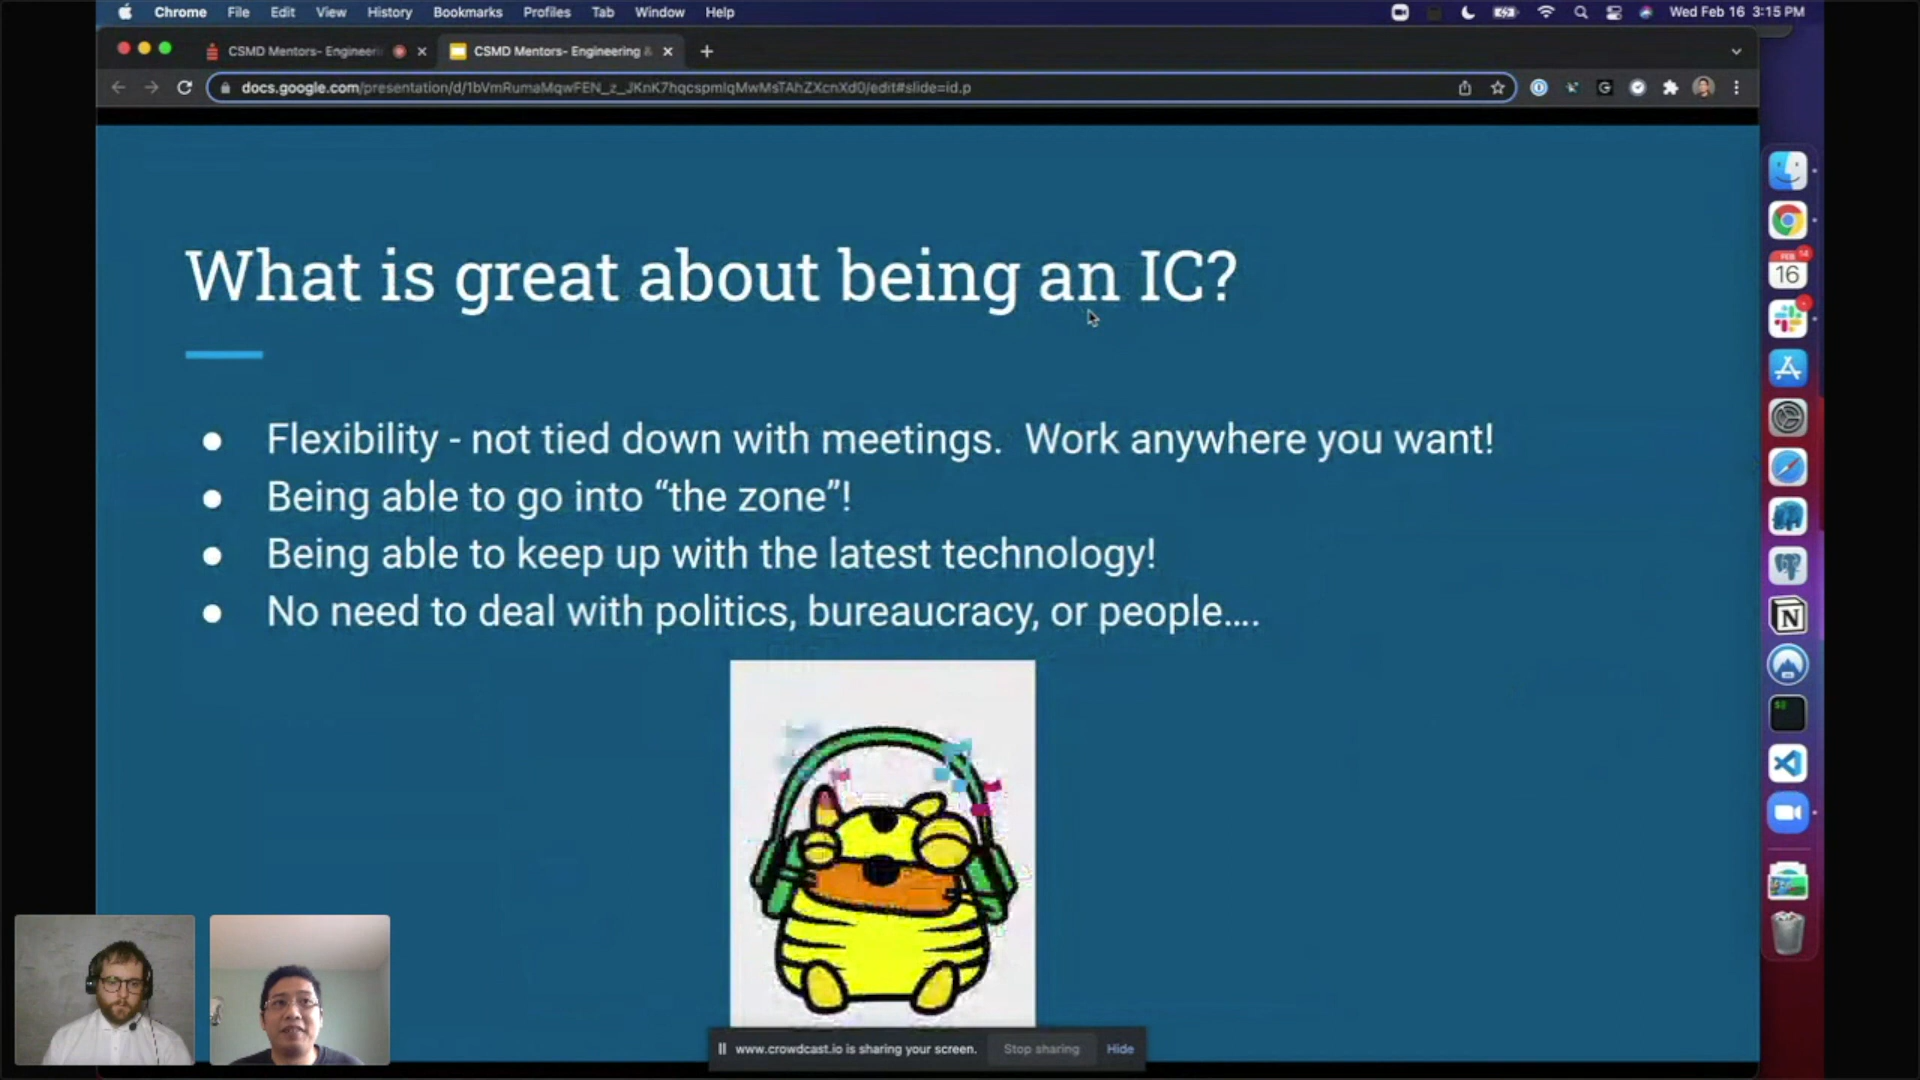 Chrome File Edit View History Bookmarks Profiles Tab Window Help Wed Feb 16 3:15 PM
CSMD Mentors- Engineeri CSMD Mentors- Engineering &
docs.google.com/presentation/d/1bVmRumaMqwFEN_z_JKnK7hqcspmlqMwMsTAhZXcnXd0/edit#slide=id.p
What is great about being an IC?
● Flexibility - not tied down with meetings. Work anywhere you want!
● Being able to go into “the zone”!
● Being able to keep up with the latest technology!
● No need to deal with politics, bureaucracy, or people....
FEB
16
www.crowdcast.io is sharing your screen. Stop sharing Hide